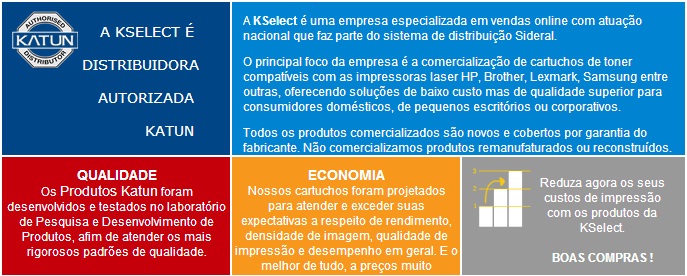 AUTHORISED
KATUN
DISTRIBUTOR
A KSELECT É
DISTRIBUIDORA
AUTORIZADA
KATUN
A KSelect é uma empresa especializada em vendas online com atuação
nacional que faz parte do sistema de distribuição Sideral.
O principal foco da empresa é a comercialização de cartuchos de toner
compatíveis com as impressoras laser HP, Brother, Lexmark, Samsung entre
outras, oferecendo soluções de baixo custo mas de qualidade superior para
consumidores domésticos, de pequenos escritórios ou corporativos.
Todos os produtos comercializados são novos e cobertos por garantia do
fabricante. Não comercializamos produtos remanufaturados ou reconstruídos.
QUALIDADE
Os Produtos Katun foram
desenvolvidos e testados no laboratório
de Pesquisa e Desenvolvimento de
Produtos, afim de atender os mais
rigorosos padrões de qualidade.
ECONOMIA
Nossos cartuchos foram projetados
para atender e exceder suas
expectativas a respeito de rendimento,
densidade de imagem, qualidade de
impressão e desempenho em geral. E o
melhor de tudo, a preços muito
1
2
3
Reduza agora os seus
custos de impressão
com os produtos da
KSelect.
BOAS COMPRAS !